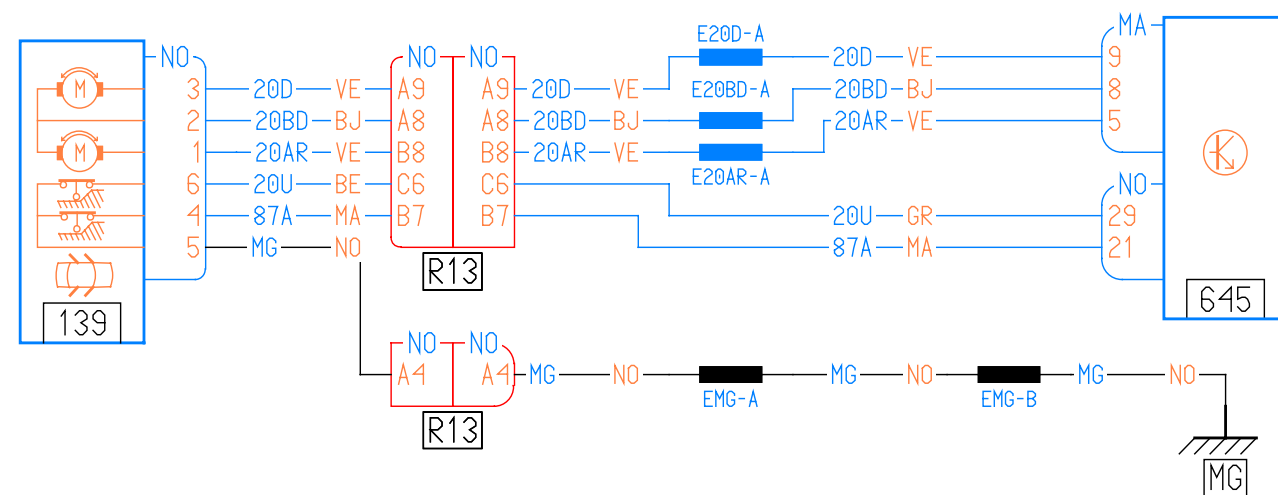 E20D-A MA
NO NO NO 20D VE 9
M 3 20D VE A9 A9 20D VE E20BD-A 20BD BJ 8
2 20BD BJ A8 A8 20BD BJ 20AR VE 5
M 1 20AR VE B8 B8 20AR VE
E20AR-A
6 20U BE C6 C6 NO
4 87A MA B7 B7 20U GR 29
5 MG NO 87A MA 21
R13
139 645
NO NO
A4 A4 MG NO MG NO MG NO
EMG-A EMG-B
R13
MG